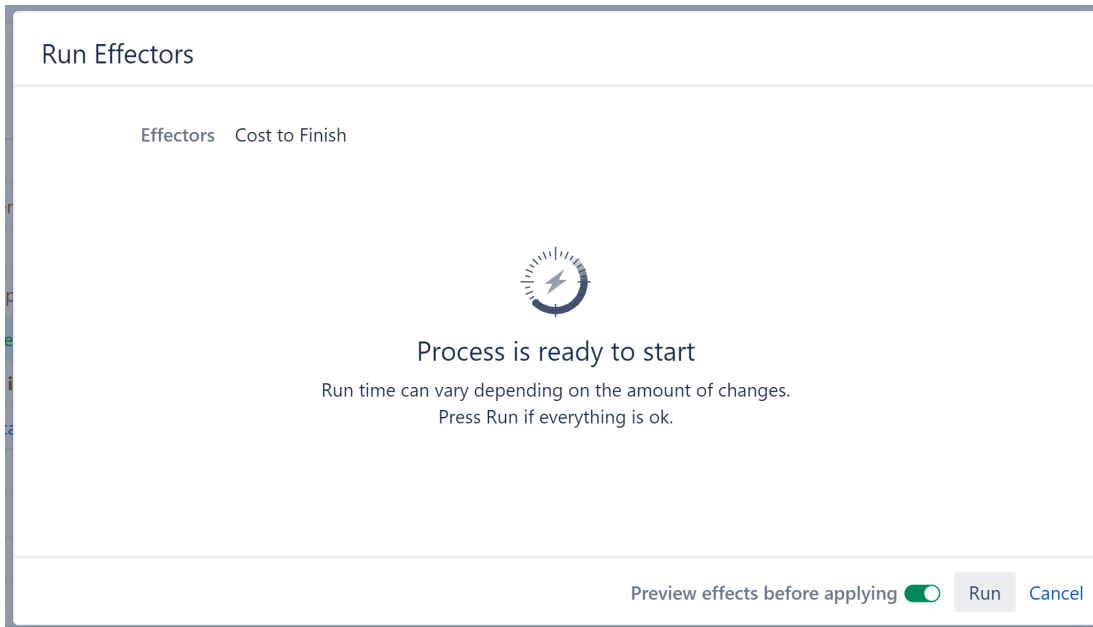 Run Effectors
Effectors Cost to Finish
Process is ready to start
Run time can vary depending on the amount of changes.
Press Run if everything is ok.
Preview effects before applying Run Cancel